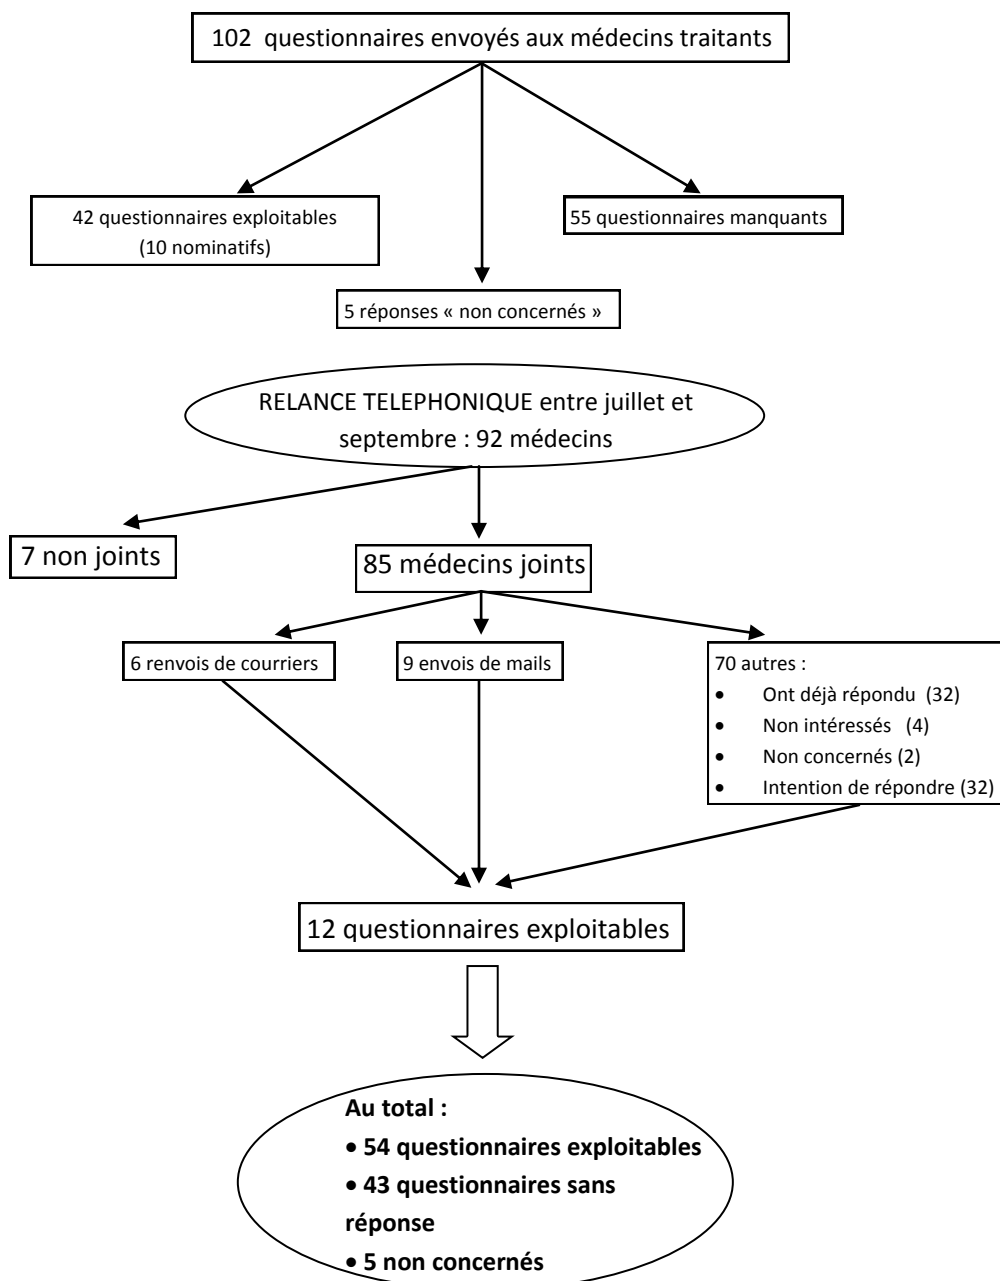 102 questionnaires envoyés aux médecins traitants
42 questionnaires exploitables
(10 nominatifs)
55 questionnaires manquants
5 réponses « non concernés »
RELANCE TELEPHONIQUE entre juillet et
septembre : 92 médecins
7 non joints
85 médecins joints
6 renvois de courriers
9 envois de mails
70 autres :
• Ont déjà répondu (32)
• Non intéressés (4)
• Non concernés (2)
• Intention de répondre (32)
12 questionnaires exploitables
Au total :
• 54 questionnaires exploitables
• 43 questionnaires sans
réponse
• 5 non concernés